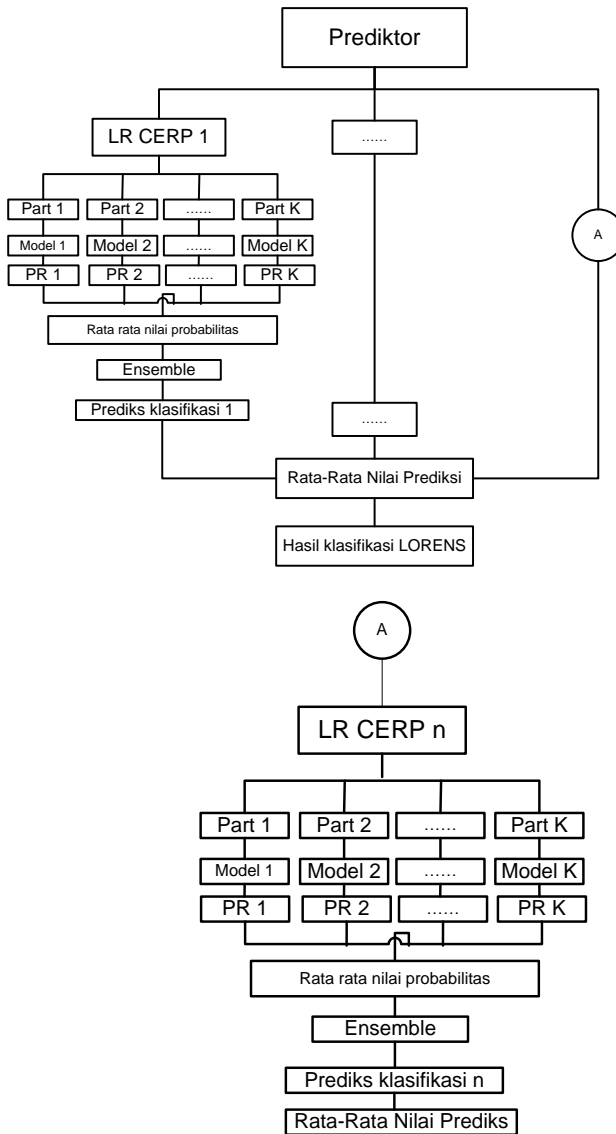 Prediktor
LR CERP 1
......
Part 1 Part 2 ...... Part K
Model 1 Model 2 ...... Model K
PR 1 PR 2 ...... PR K
A
Rata rata nilai probabilitas
Ensemble
Prediks klasifikasi 1
......
Rata-Rata Nilai Prediksi
Hasil klasifikasi LORENS
A
LR CERP n
Part 1 Part 2 ...... Part K
Model 1 Model 2 ...... Model K
PR 1 PR 2 ...... PR K
Rata rata nilai probabilitas
Ensemble
Prediks klasifikasi n
Rata-Rata Nilai Prediks